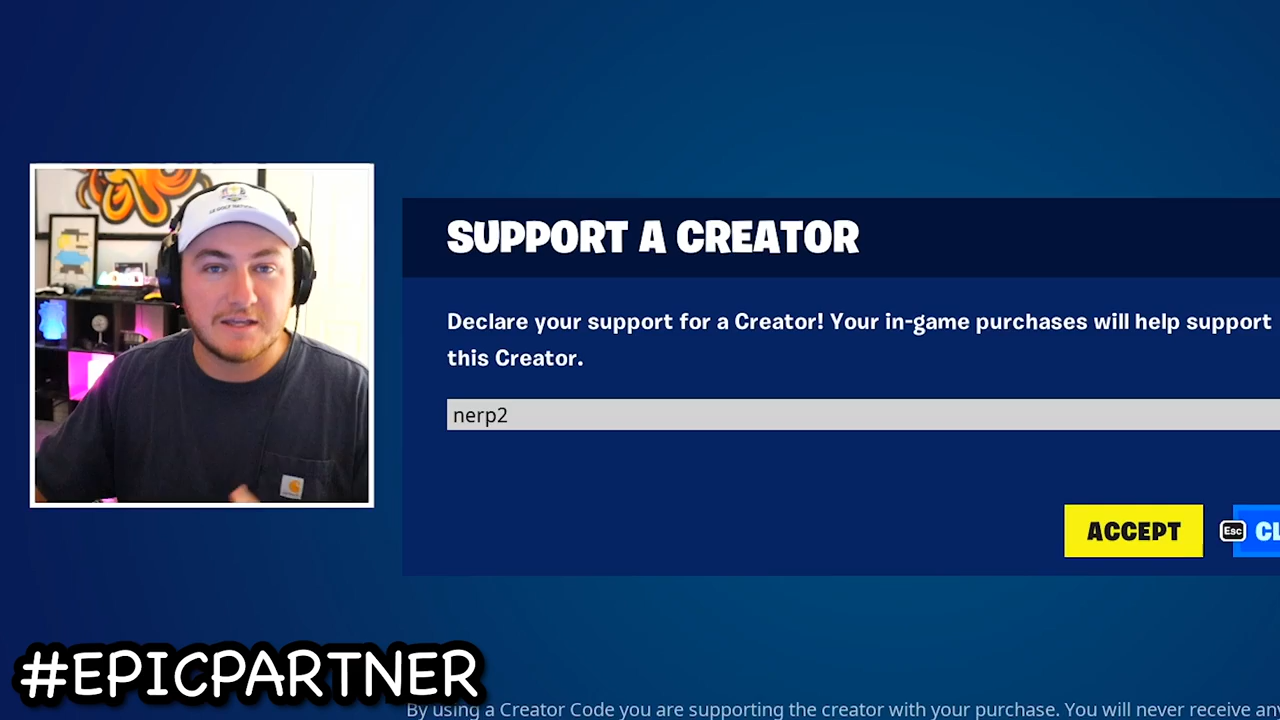 SUPPORT A CREATOR
Declare your support for a Creator! Your in-game purchases will help support
this Creator.
nerp2
ACCEPT
Esc
CL
#EPICPARTNER
By using a Creator Code you are supporting the creator with your purchase. You will never receive any